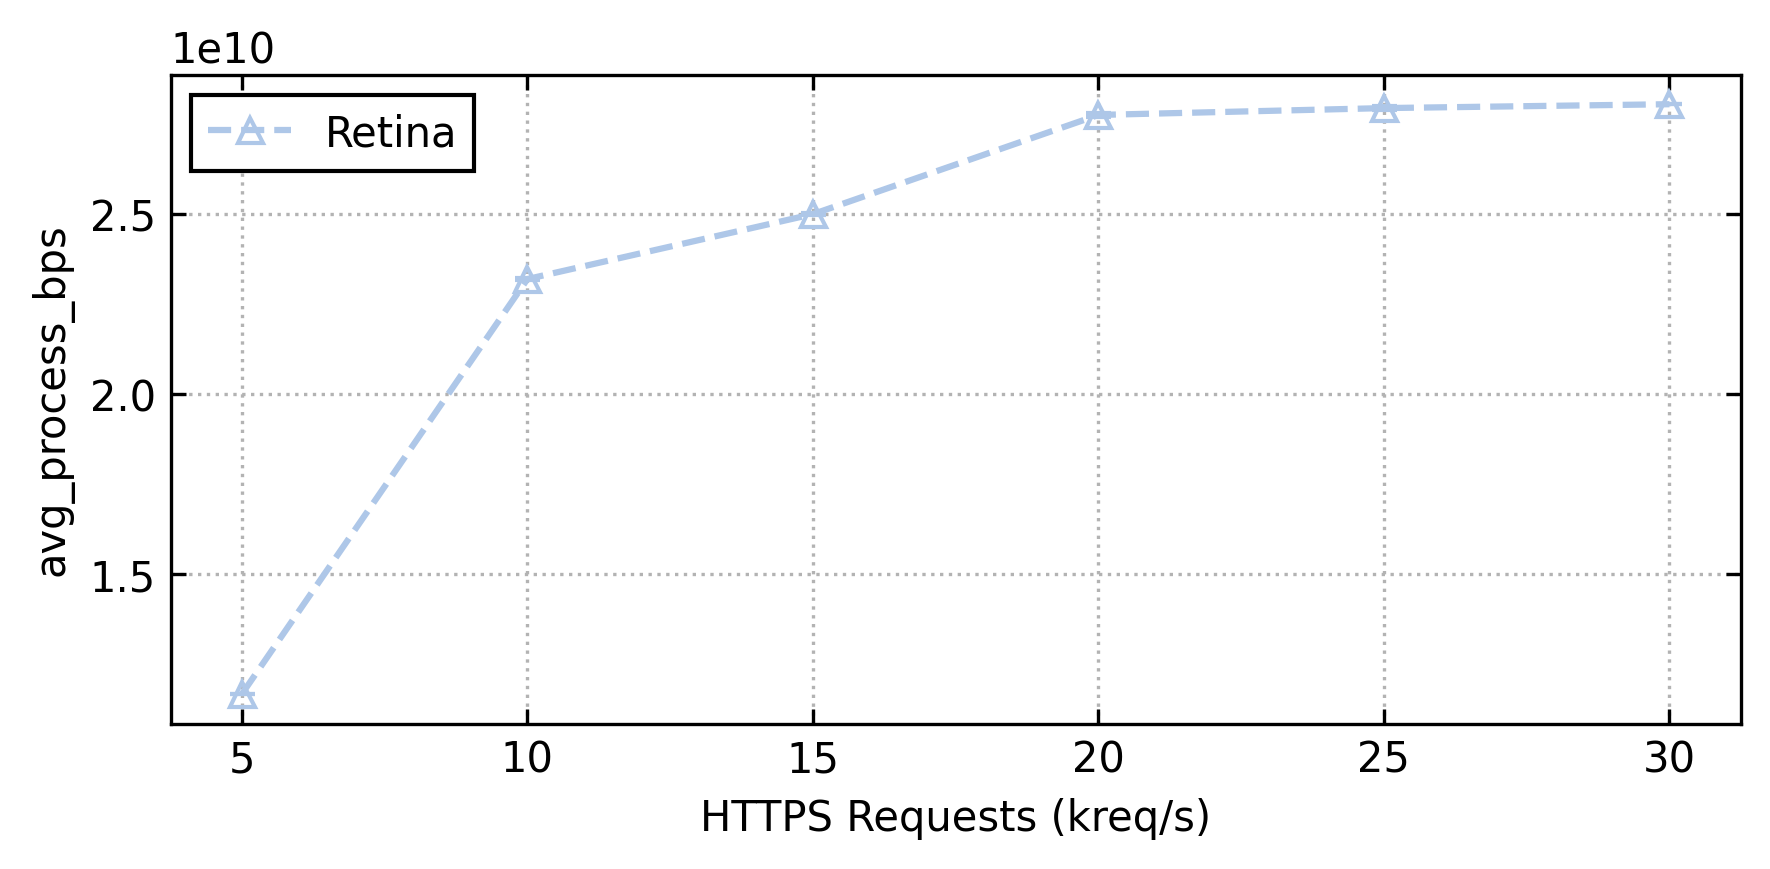 1e10
Retina
2.5
2.0
1.5
avg_process_bps
5 10 15 20 25 30
HTTPS Requests (kreq/s)